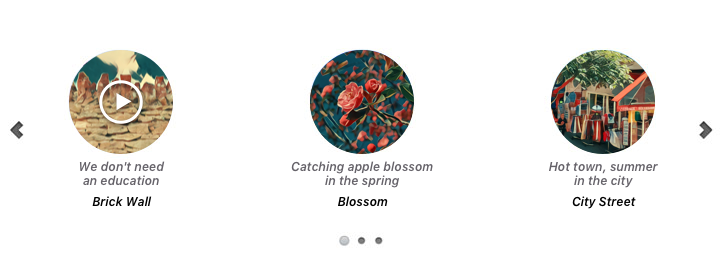 We don't need
an education
Brick Wall
Catching apple blossom
in the spring
Blossom
Hot town, summer
in the city
City Street